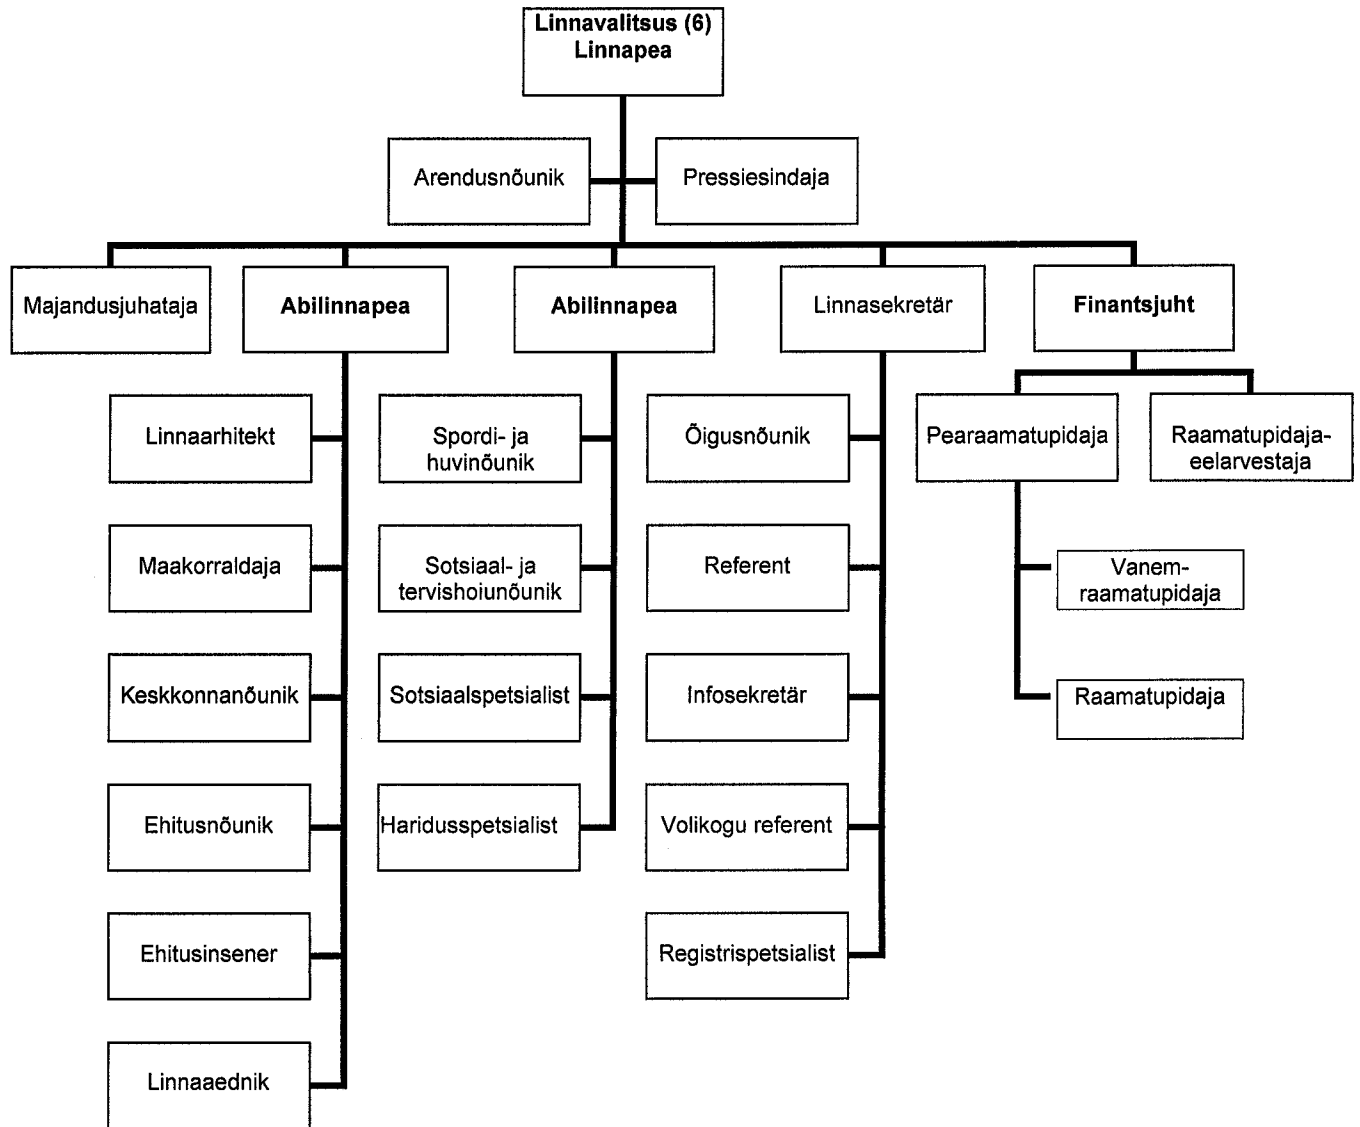 Linnavalitsus (6)
Linnapea
Arendusnõunik
Pressiesindaja
Majandusjuhataja
Abilinnapea
Abilinnapea
Linnasekretär
Finantsjuht
Linnaarhitekt
Spordi- ja
huvinõunik
Õigusnõunik
Pearaamatupidaja
Raamatupidaja-
eelarvestaja
Maakorraldaja
Sotsiaal- ja
tervishoiunõunik
Referent
Vanem-
raamatupidaja
Keskkonnanõunik
Sotsiaalspetsialist
Infosekretär
Raamatupidaja
Ehitusnõunik
Haridusspetsialist
Volikogu referent
Ehitusinsener
Registrispetsialist
Linnaaednik